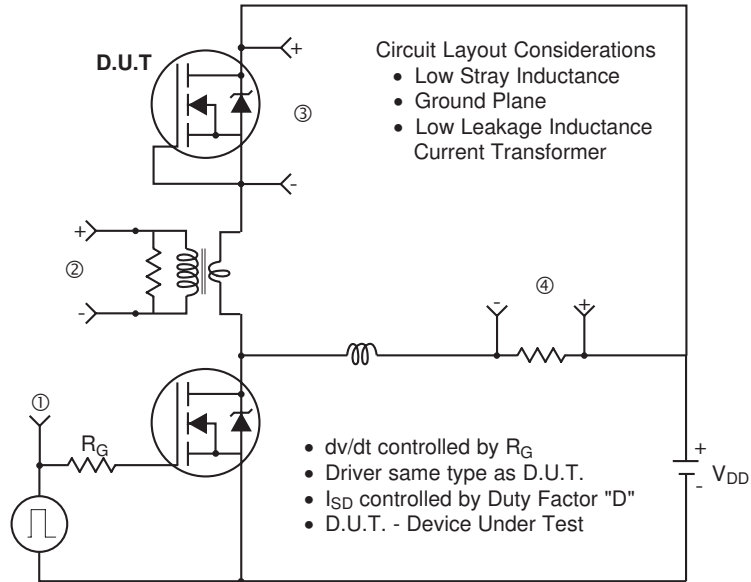 D.U.T
+
Circuit Layout Considerations
• Low Stray Inductance
• Ground Plane
• Low Leakage Inductance
Current Transformer
③
-
+
②
-
④
-
+
①
R_G
• dv/dt controlled by R_G
• Driver same type as D.U.T.
• I_SD controlled by Duty Factor "D"
• D.U.T. - Device Under Test
+
V_DD
-